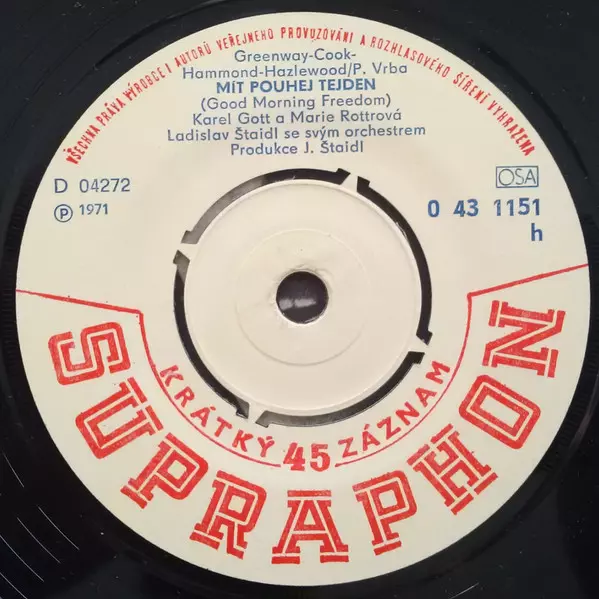 VŠECHNA PRÁVA VÝROBCE I AUTORŮ VEŘEJNÉHO PROVOZOVÁNÍ A ROZHLASOVÉHO ŠÍŘENÍ VYHRAŽENA
Greenway-Cook-
Hammond-Hazlewood/P. Vrba
MÍT POUHEJ TEJDEN
(Good Morning Freedom)
Karel Gott a Marie Rottrová
Ladislav Štaidl se svým orchestrem
Produkce J. Štaidl
D 04272
Ⓟ 1971
OSA
0 43 1151
h
KRÁTKÝ 45 ZÁZNAM
SUPRAPHON